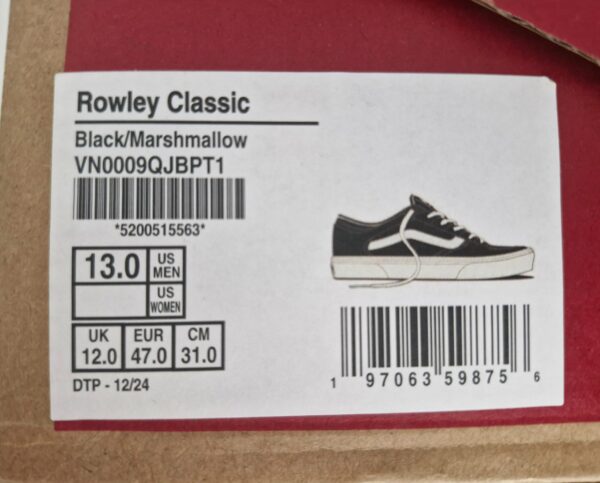 Rowley Classic
Black/Marshmallow
VN0009QJBPT1
*5200515563*
13.0 US MEN
US WOMEN
UK EUR CM
12.0 47.0 31.0
DTP - 12/24
1 97063 59875 6